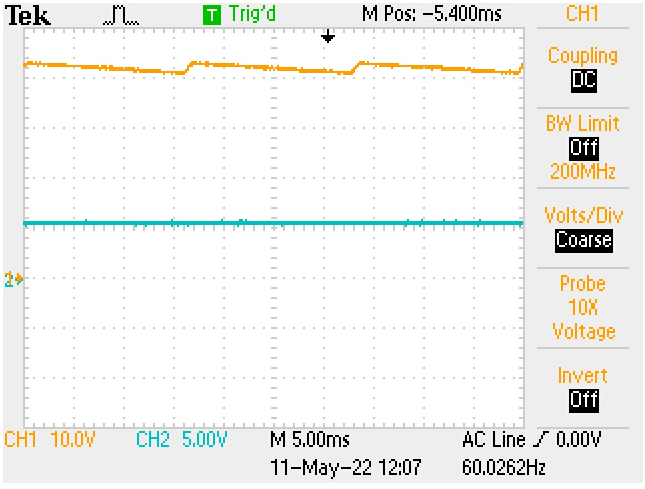 Tek T Trig'd M Pos: -5.400ms CH1
Coupling
DC
BW Limit
Off
200MHz
Volts/Div
Coarse
Probe
10X
Voltage
Invert
Off
1
2
CH1 10.0V CH2 5.00V M 5.00ms AC Line 0.00V
11-May-22 12:07 60.0262Hz